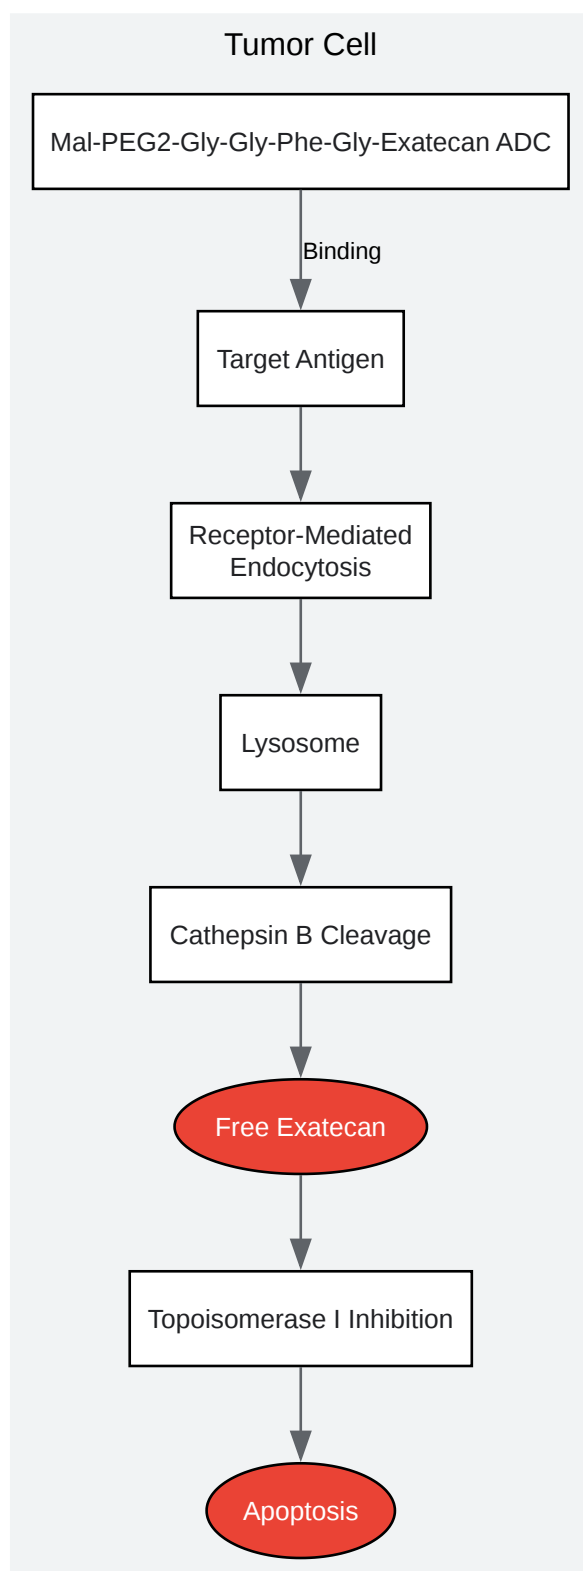 Tumor Cell
Mal-PEG2-Gly-Gly-Phe-Gly-Exatecan ADC
Binding
Target Antigen
Receptor-Mediated
Endocytosis
Lysosome
Cathepsin B Cleavage
Free Exatecan
Topoisomerase I Inhibition
Apoptosis